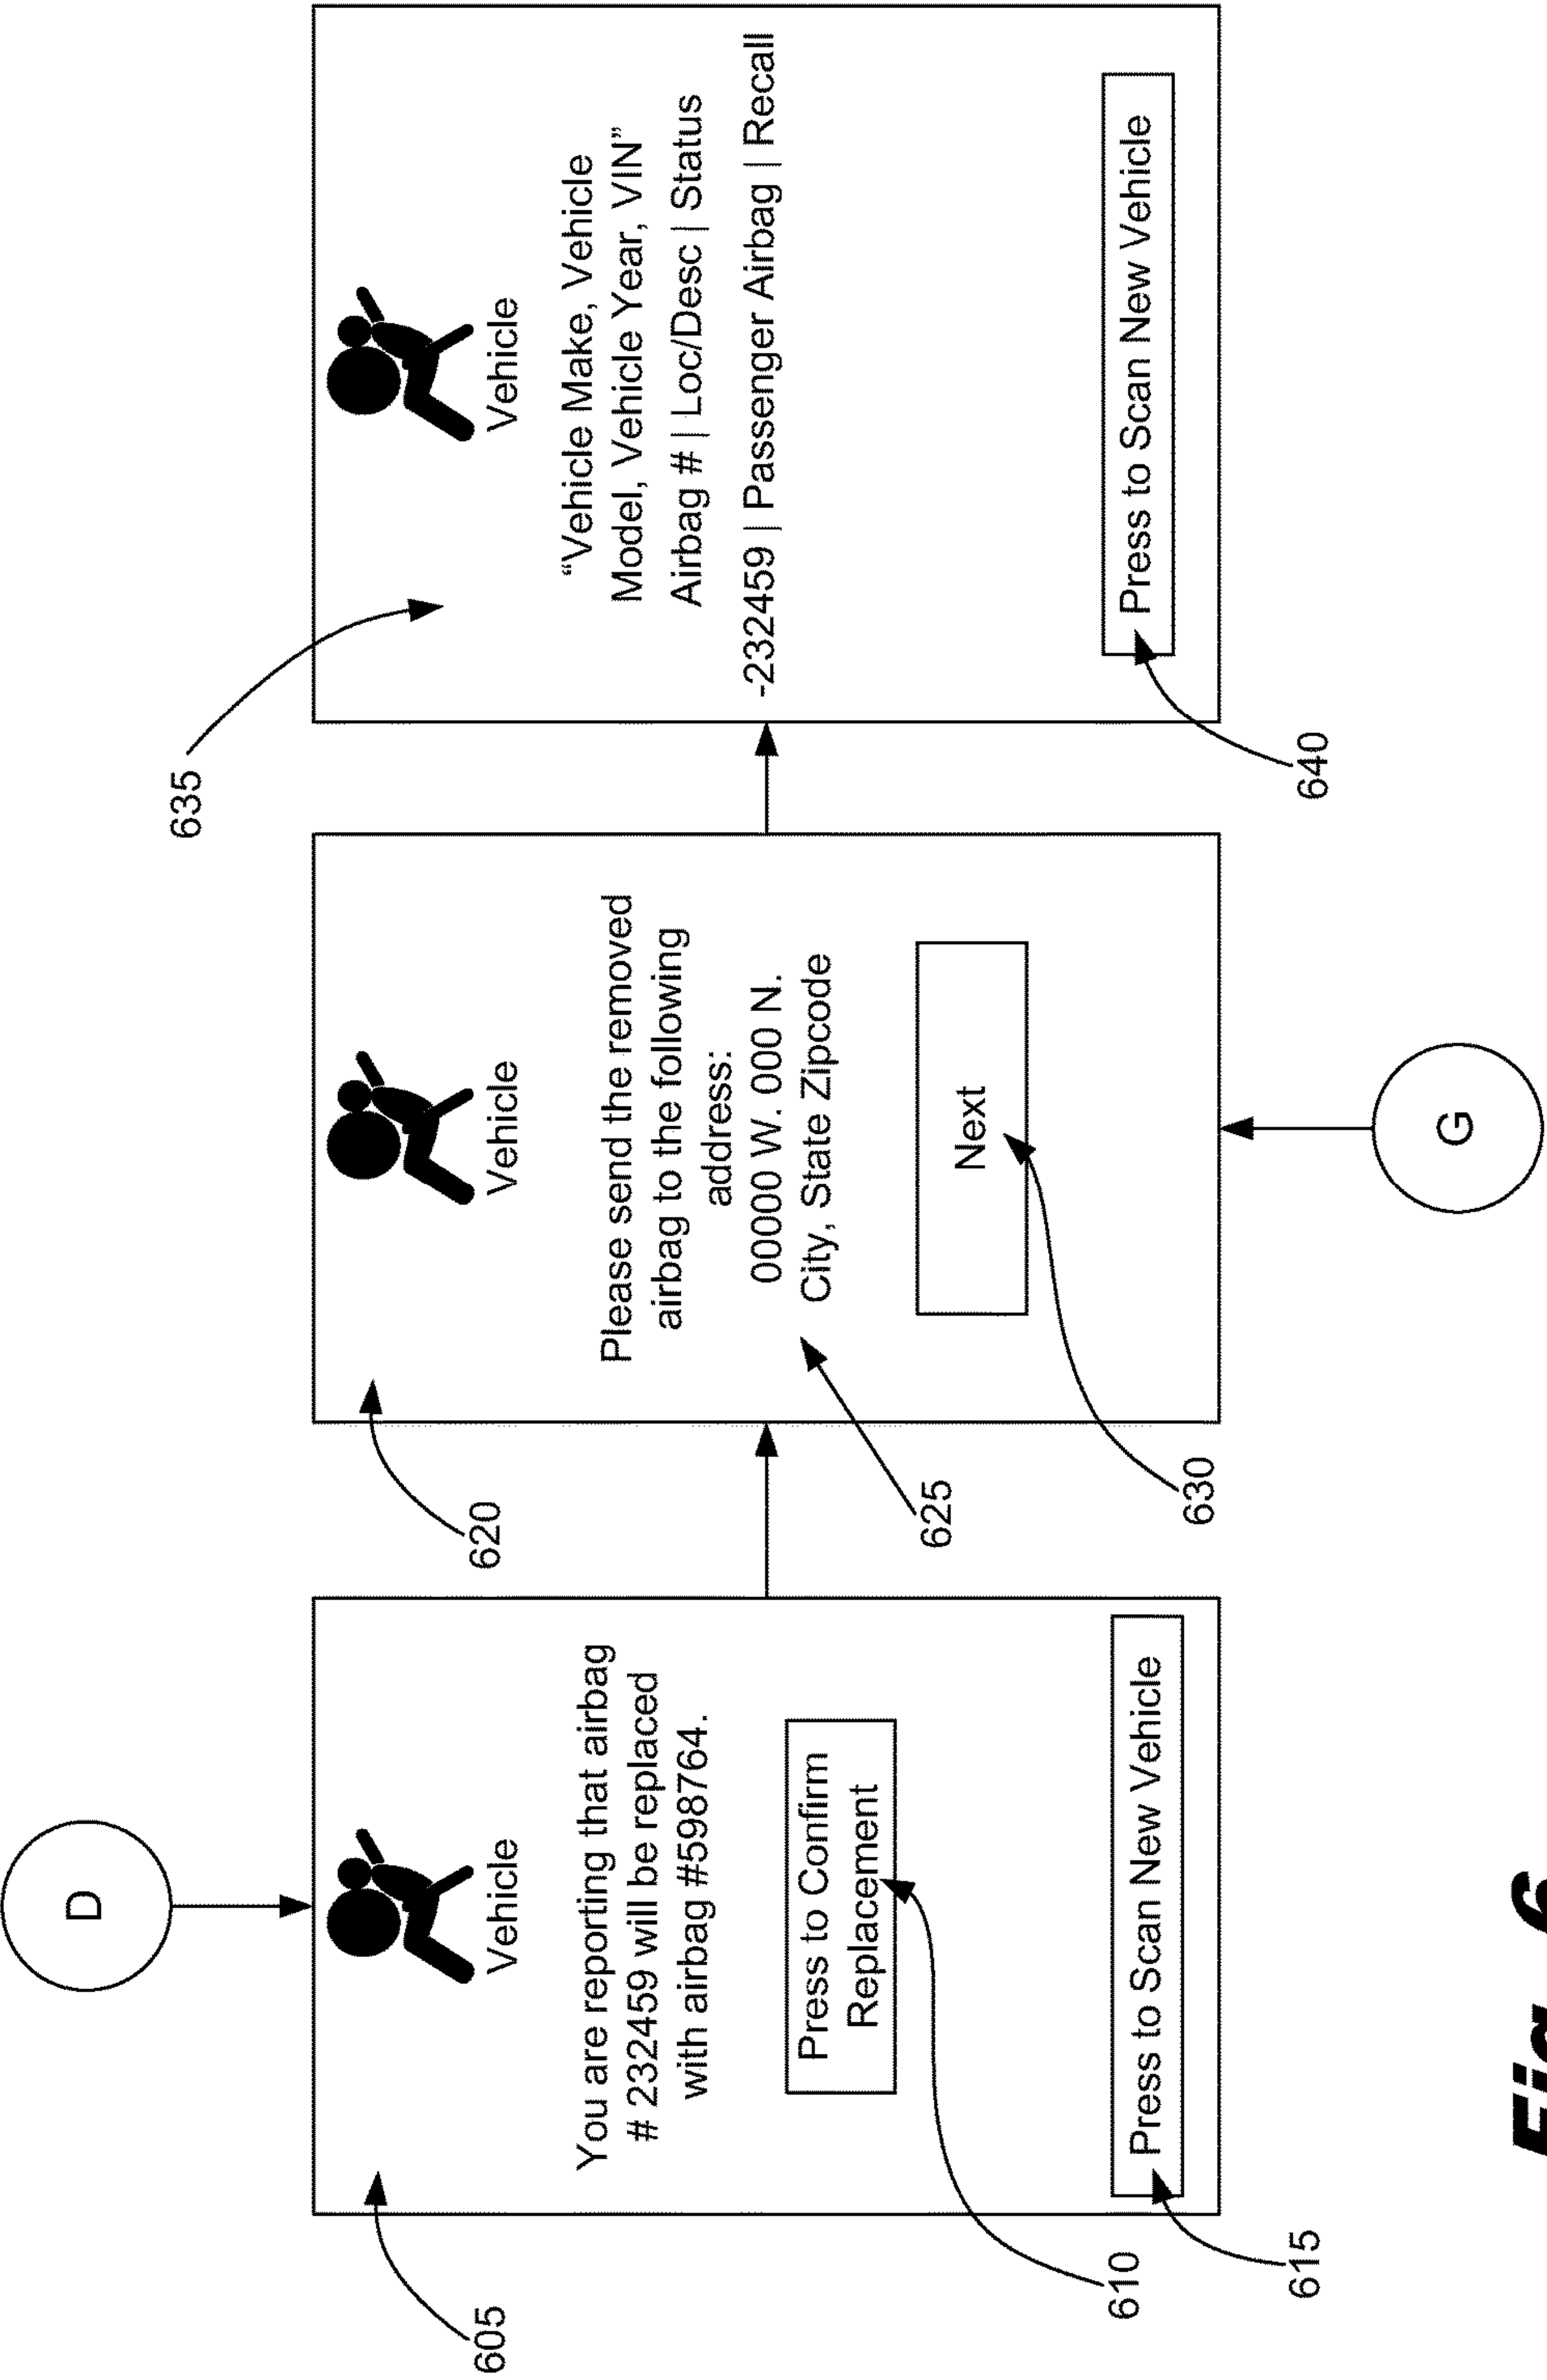 D
605
Vehicle
You are reporting that airbag
# 232459 will be replaced
with airbag #598764.
Press to Confirm
Replacement
610
Press to Scan New Vehicle
615
620
Vehicle
Please send the removed
airbag to the following
address:
00000 W. 000 N.
City, State Zipcode
625
Next
630
G
635
Vehicle
“Vehicle Make, Vehicle
Model, Vehicle Year, VIN”
Airbag # | Loc/Desc | Status
-232459 | Passenger Airbag | Recall
Press to Scan New Vehicle
640
Fig. 6